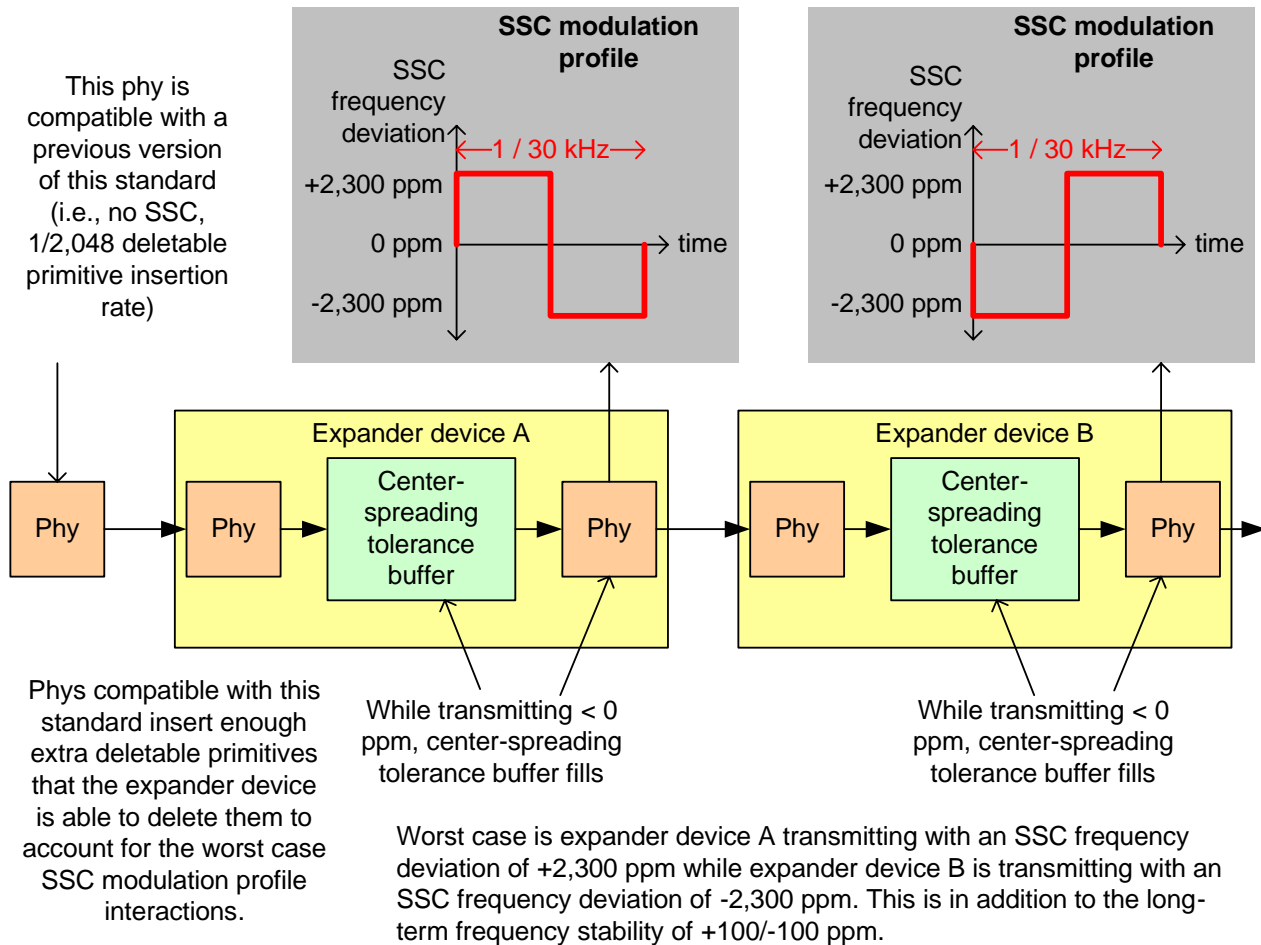 This phy is
compatible with a
previous version
of this standard
(i.e., no SSC,
1/2,048 deletable
primitive insertion
rate)
SSC modulation
profile
SSC
frequency
deviation
1 / 30 kHz
+2,300 ppm
0 ppm
time
-2,300 ppm
SSC modulation
profile
SSC
frequency
deviation
1 / 30 kHz
+2,300 ppm
0 ppm
time
-2,300 ppm
Expander device A
Expander device B
Phy
Phy
Center-
spreading
tolerance
buffer
Phy
Phy
Center-
spreading
tolerance
buffer
Phy
Phys compatible with this
standard insert enough
extra deletable primitives
that the expander device
is able to delete them to
account for the worst case
SSC modulation profile
interactions.
While transmitting < 0
ppm, center-spreading
tolerance buffer fills
While transmitting < 0
ppm, center-spreading
tolerance buffer fills
Worst case is expander device A transmitting with an SSC frequency
deviation of +2,300 ppm while expander device B is transmitting with an
SSC frequency deviation of -2,300 ppm. This is in addition to the long-
term frequency stability of +100/-100 ppm.